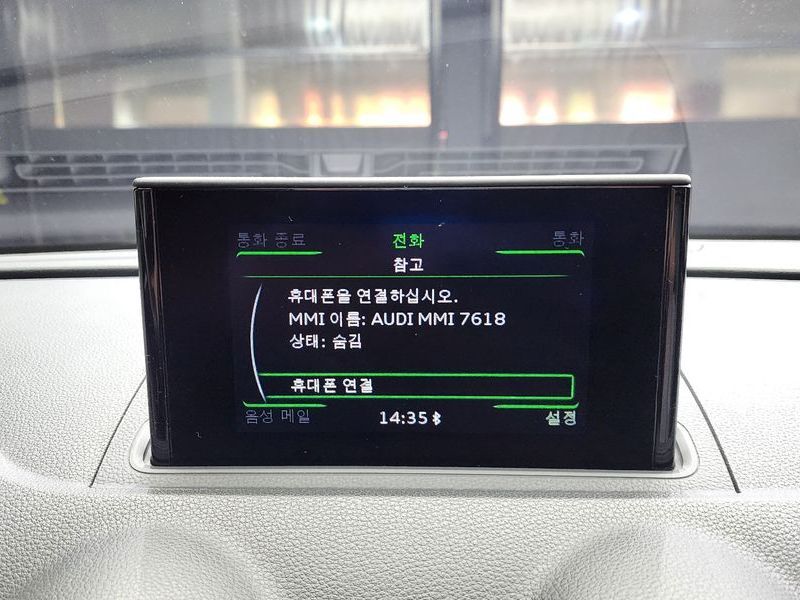 통화 종료 전화 통화
참고
휴대폰을 연결하십시오.
MMI 이름: AUDI MMI 7618
상태: 숨김
휴대폰 연결
음성 메일 14:35 설정